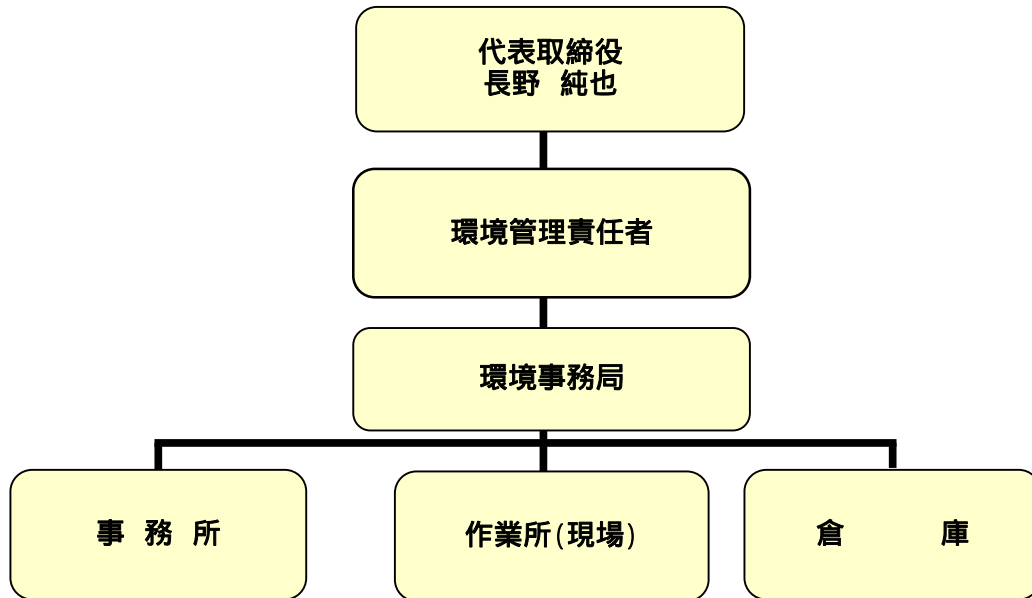 代表取締役
長野 純也
環境管理責任者
環境事務局
事 務 所
作業所(現場)
倉 庫